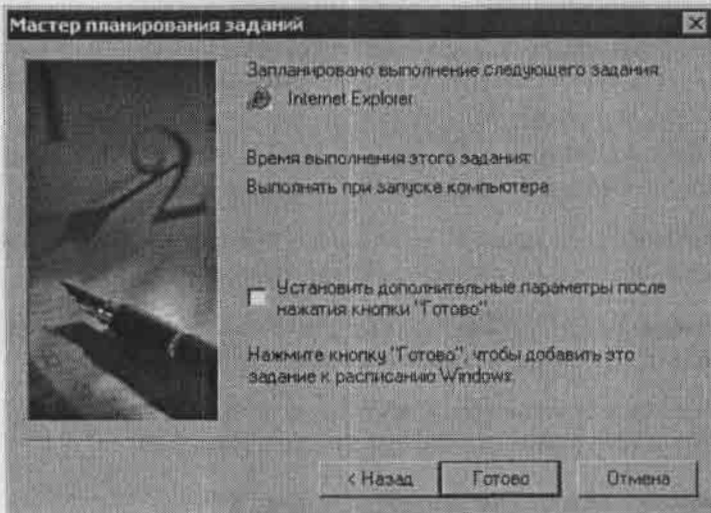 Мастер планирования заданий
Запланировано выполнение следующего задания:
Internet Explorer
Время выполнения этого задания:
Выполнять при запуске компьютера
Установить дополнительные параметры после
нажатия кнопки "Готово"
Нажмите кнопку "Готово", чтобы добавить это
задание к расписанию Windows.
< Назад
Готово
Отмена